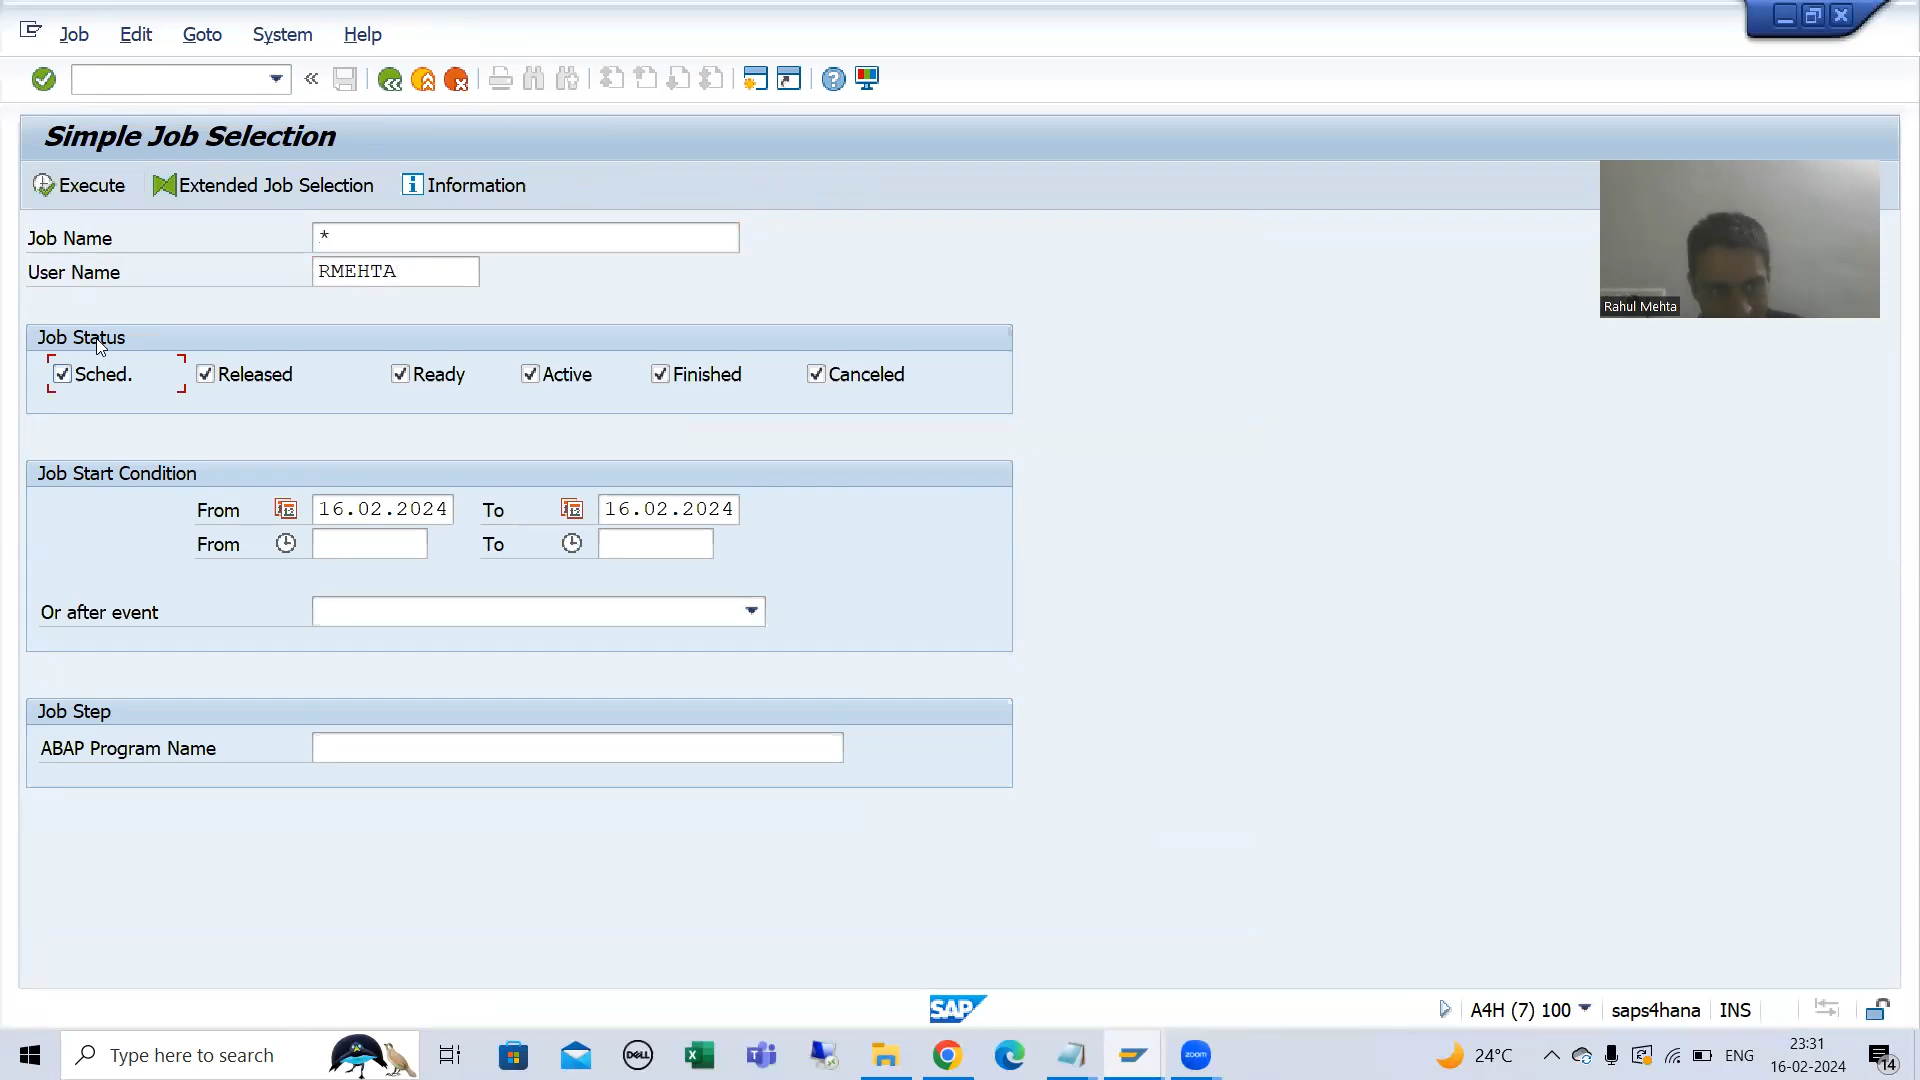 Job Edit Goto System Help
Simple Job Selection
Execute Extended Job Selection Information
Job Name *
User Name RMEHTA
Rahul Mehta
Job Status
Sched. Released Ready Active Finished Canceled
Job Start Condition
From 16.02.2024 To 16.02.2024
From To
Or after event
Job Step
ABAP Program Name
SAP A4H (7) 100 saps4hana INS
Type here to search DELL zoom 24°C ENG 23:31
16-02-2024 14